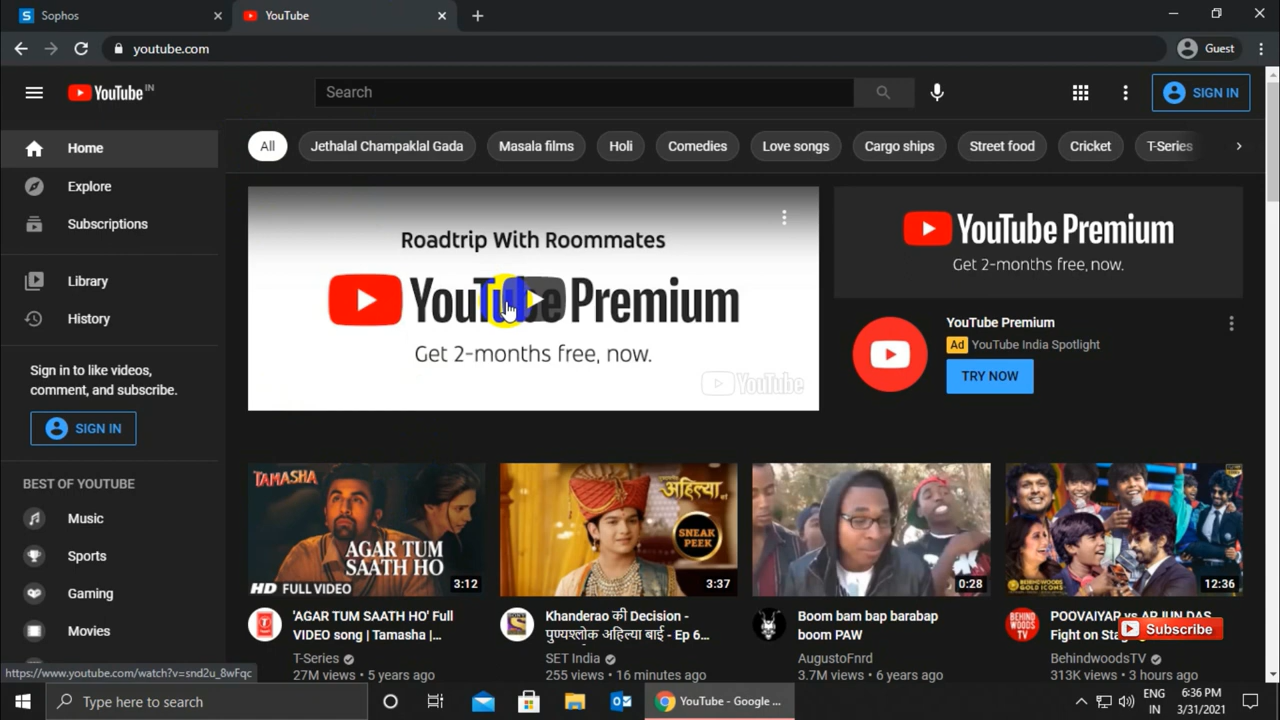 Sophos
YouTube
youtube.com
Guest
YouTube IN
Search
SIGN IN
All
Jethalal Champaklal Gada
Masala films
Holi
Comedies
Love songs
Cargo ships
Street food
Cricket
T-Series
Home
Explore
Subscriptions
Library
History
Sign in to like videos,
comment, and subscribe.
SIGN IN
BEST OF YOUTUBE
Music
Sports
Gaming
Movies
Roadtrip With Roommates
YouTube Premium
Get 2-months free, now.
YouTube
YouTube Premium
Get 2-months free, now.
YouTube Premium
Ad YouTube India Spotlight
TRY NOW
TAMASHA
AGAR TUM
SAATH HO
HD FULL VIDEO
3:12
'AGAR TUM SAATH HO' Full
VIDEO song | Tamasha |...
T-Series
27M views • 5 years ago
अहिल्या
SNEAK
PEEK
3:37
Khanderao की Decision -
पुण्यश्लोक अहिल्या बाई - Ep 6...
SET India
255 views • 16 minutes ago
0:28
Boom bam bap barabap
boom PAW
AugustoFnrd
3.7M views • 6 years ago
BEHINDWOODS
GOLD ICONS
12:36
BEHIND
WOODS
TV
POOVAIYAR vs ARJUN DAS
Fight on Stag
Subscribe
BehindwoodsTV
313K views • 3 hours ago
https://www.youtube.com/watch?v=snd2u_8wFqc
Type here to search
YouTube - Google ...
ENG
IN
6:36 PM
3/31/2021